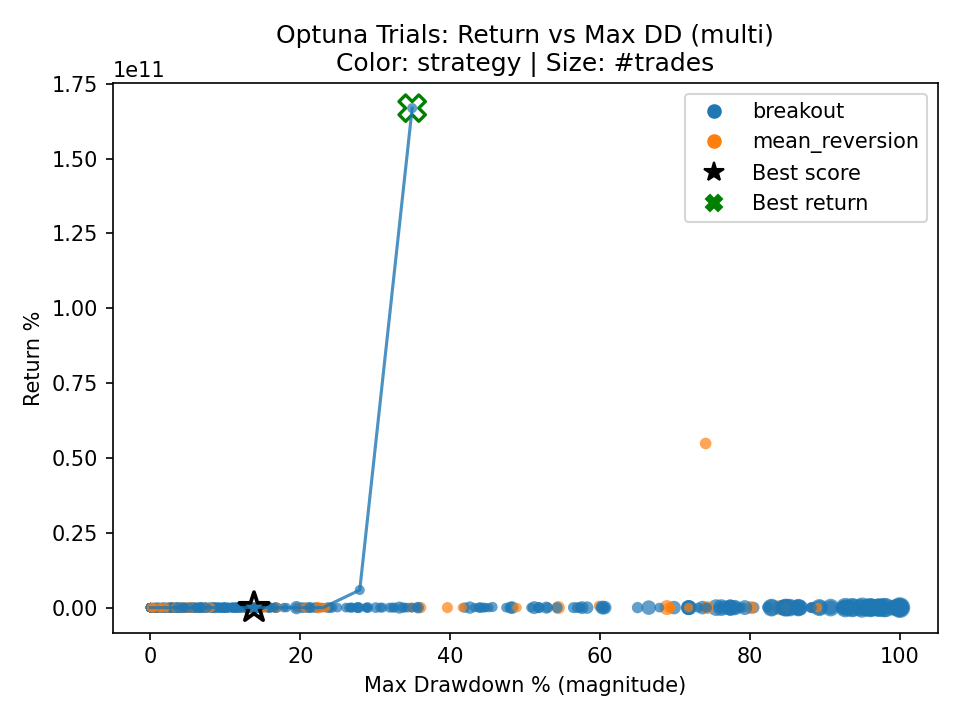 Optuna Trials: Return vs Max DD (multi)
Color: strategy | Size: #trades
1e11
1.75
1.50
1.25
1.00
0.75
0.50
0.25
0.00
Return %
breakout
mean_reversion
Best score
Best return
0 20 40 60 80 100
Max Drawdown % (magnitude)